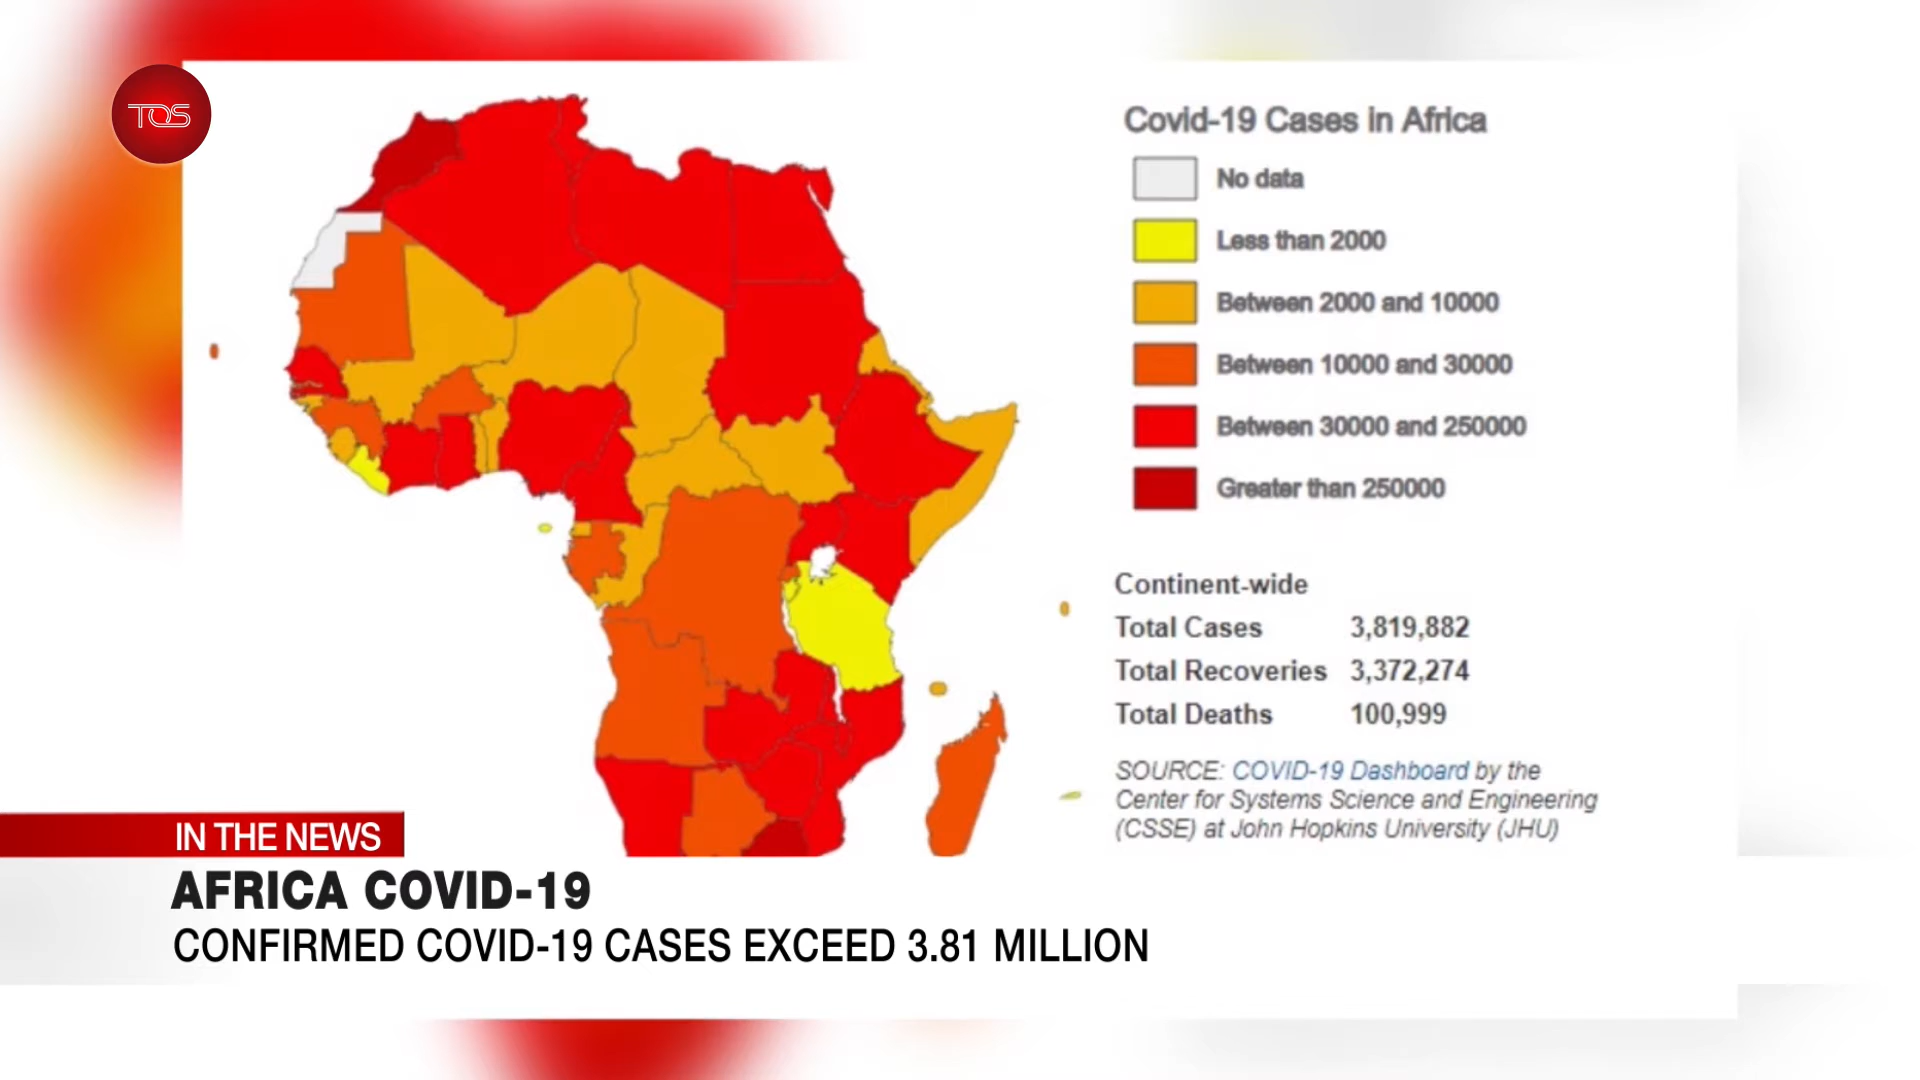 TOS
Covid-19 Cases in Africa
No data
Less than 2000
Between 2000 and 10000
Between 10000 and 30000
Between 30000 and 250000
Greater than 250000
Continent-wide
Total Cases 3,819,882
Total Recoveries 3,372,274
Total Deaths 100,999
SOURCE: COVID-19 Dashboard by the
Center for Systems Science and Engineering
(CSSE) at John Hopkins University (JHU)
IN THE NEWS
AFRICA COVID-19
CONFIRMED COVID-19 CASES EXCEED 3.81 MILLION